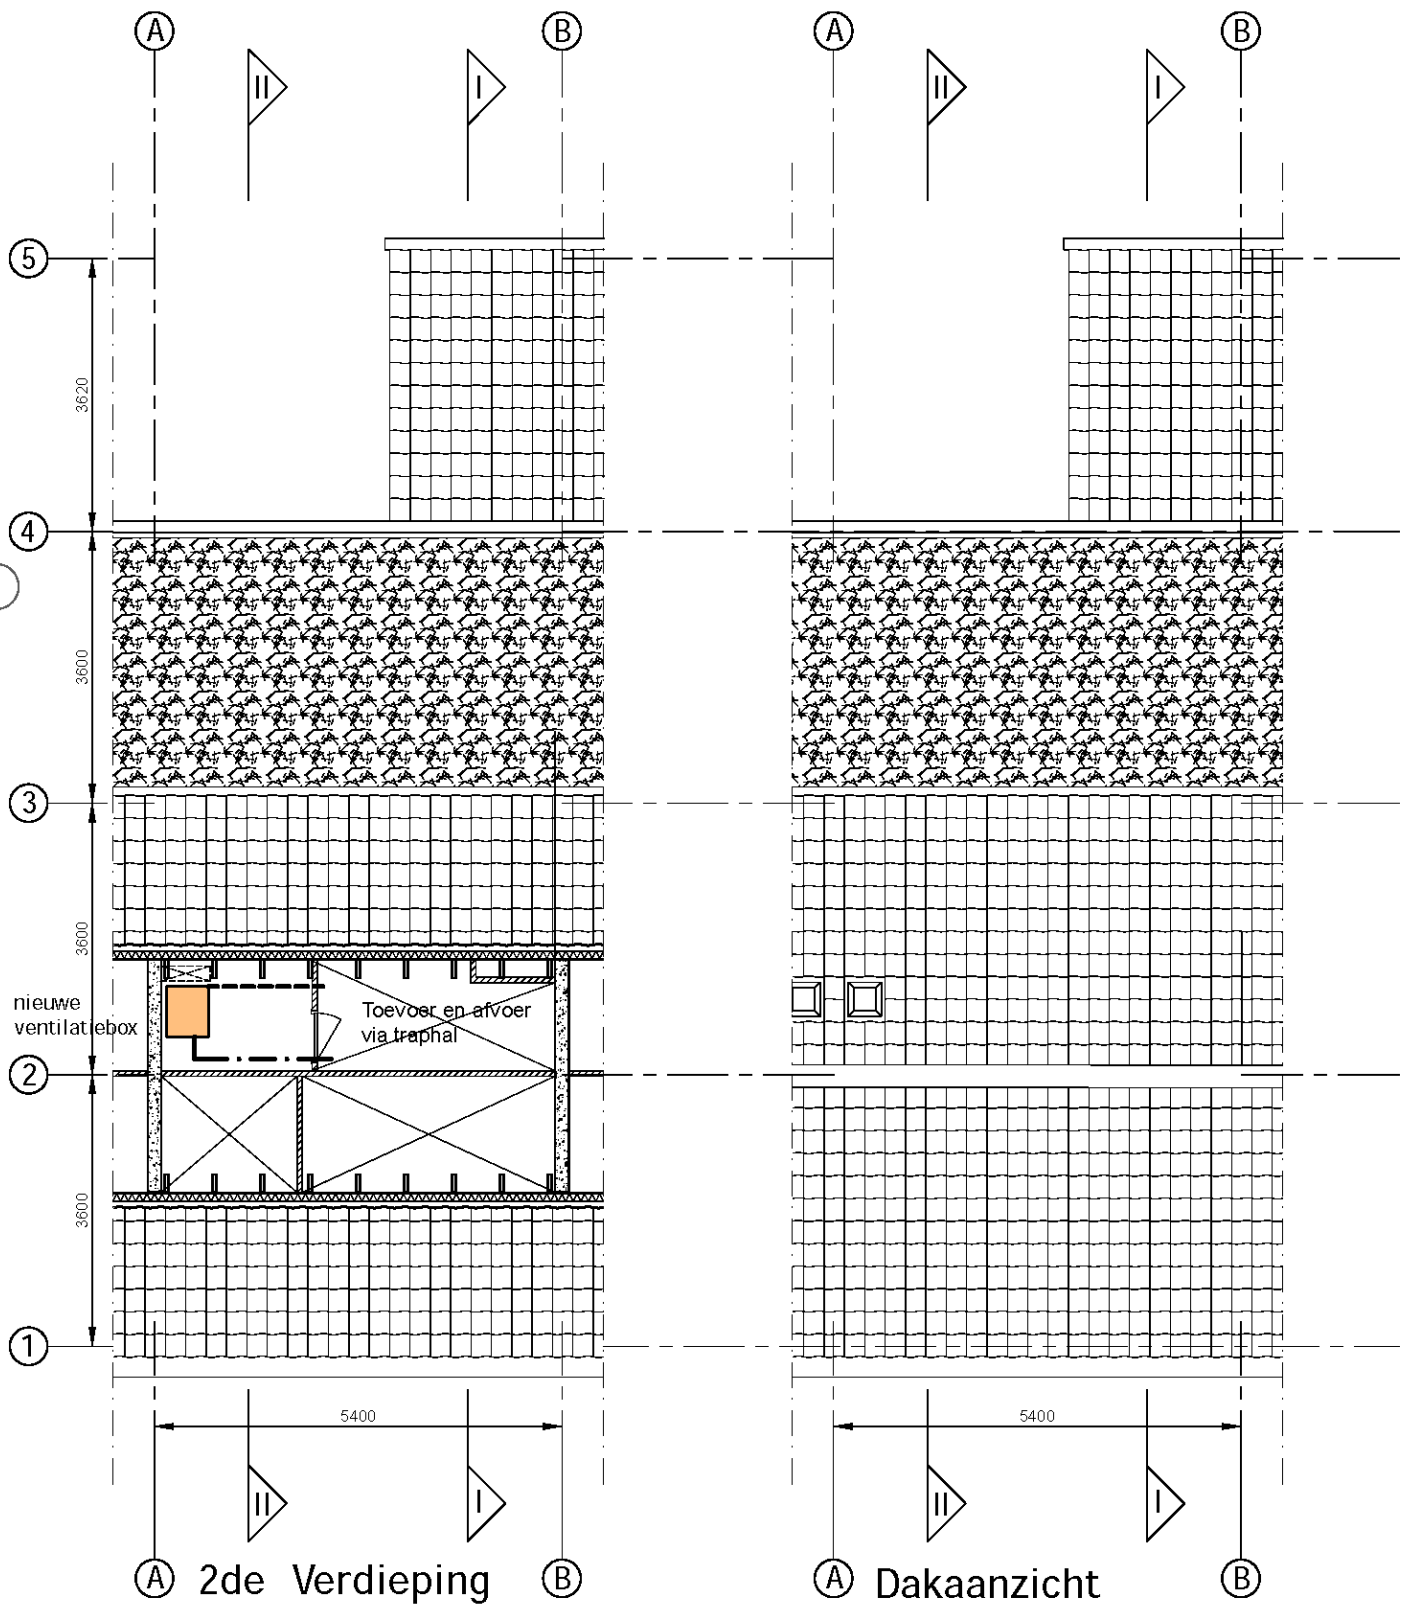 A B A B
II I II I
5
3620
4
3600
3
3600
nieuwe
ventilatiebox
Toevoer en afvoer
via traphal
2
3600
1
5400 5400
II I II I
A 2de Verdieping B A Dakaanzicht B